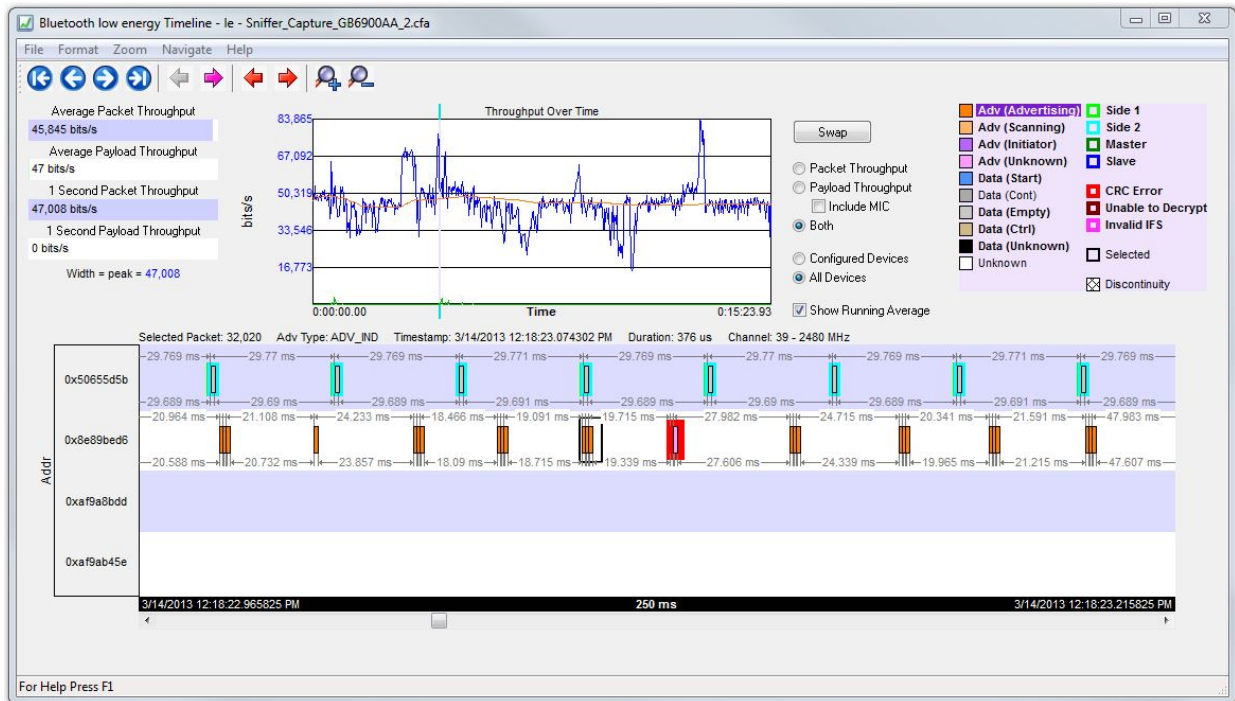 Bluetooth low energy Timeline - le - Sniffer_Capture_GB6900AA_2.cfa
File Format Zoom Navigate Help
Average Packet Throughput
45,845 bits/s
Average Payload Throughput
47 bits/s
1 Second Packet Throughput
47,008 bits/s
1 Second Payload Throughput
0 bits/s
Width = peak = 47,008
Throughput Over Time
83,865
67,092
50,319
33,546
16,773
bits/s
0:00:00.00 Time 0:15:23.93
Swap
Packet Throughput
Payload Throughput
Include MIC
Both
Configured Devices
All Devices
Show Running Average
Adv (Advertising)
Adv (Scanning)
Adv (Initiator)
Adv (Unknown)
Data (Start)
Data (Cont)
Data (Empty)
Data (Ctrl)
Data (Unknown)
Unknown
Side 1
Side 2
Master
Slave
CRC Error
Unable to Decrypt
Invalid IFS
Selected
Discontinuity
Selected Packet: 32,020 Adv Type: ADV_IND Timestamp: 3/14/2013 12:18:23.074302 PM Duration: 376 us Channel: 39 - 2480 MHz
29.769 ms 29.77 ms 29.769 ms 29.771 ms 29.769 ms 29.77 ms 29.769 ms 29.771 ms 29.769 ms
0x50655d5b
29.689 ms 29.69 ms 29.689 ms 29.691 ms 29.689 ms 29.69 ms 29.689 ms 29.691 ms 29.689 ms
20.964 ms 21.108 ms 24.233 ms 18.466 ms 19.091 ms 19.715 ms 27.982 ms 24.715 ms 20.341 ms 21.591 ms 47.983 ms
0x8e89bed6
20.588 ms 20.732 ms 23.857 ms 18.09 ms 18.715 ms 19.339 ms 27.606 ms 24.339 ms 19.965 ms 21.215 ms 47.607 ms
Addr
0xaf9a8bdd
0xaf9ab45e
3/14/2013 12:18:22.965825 PM 250 ms 3/14/2013 12:18:23.215825 PM
For Help Press F1